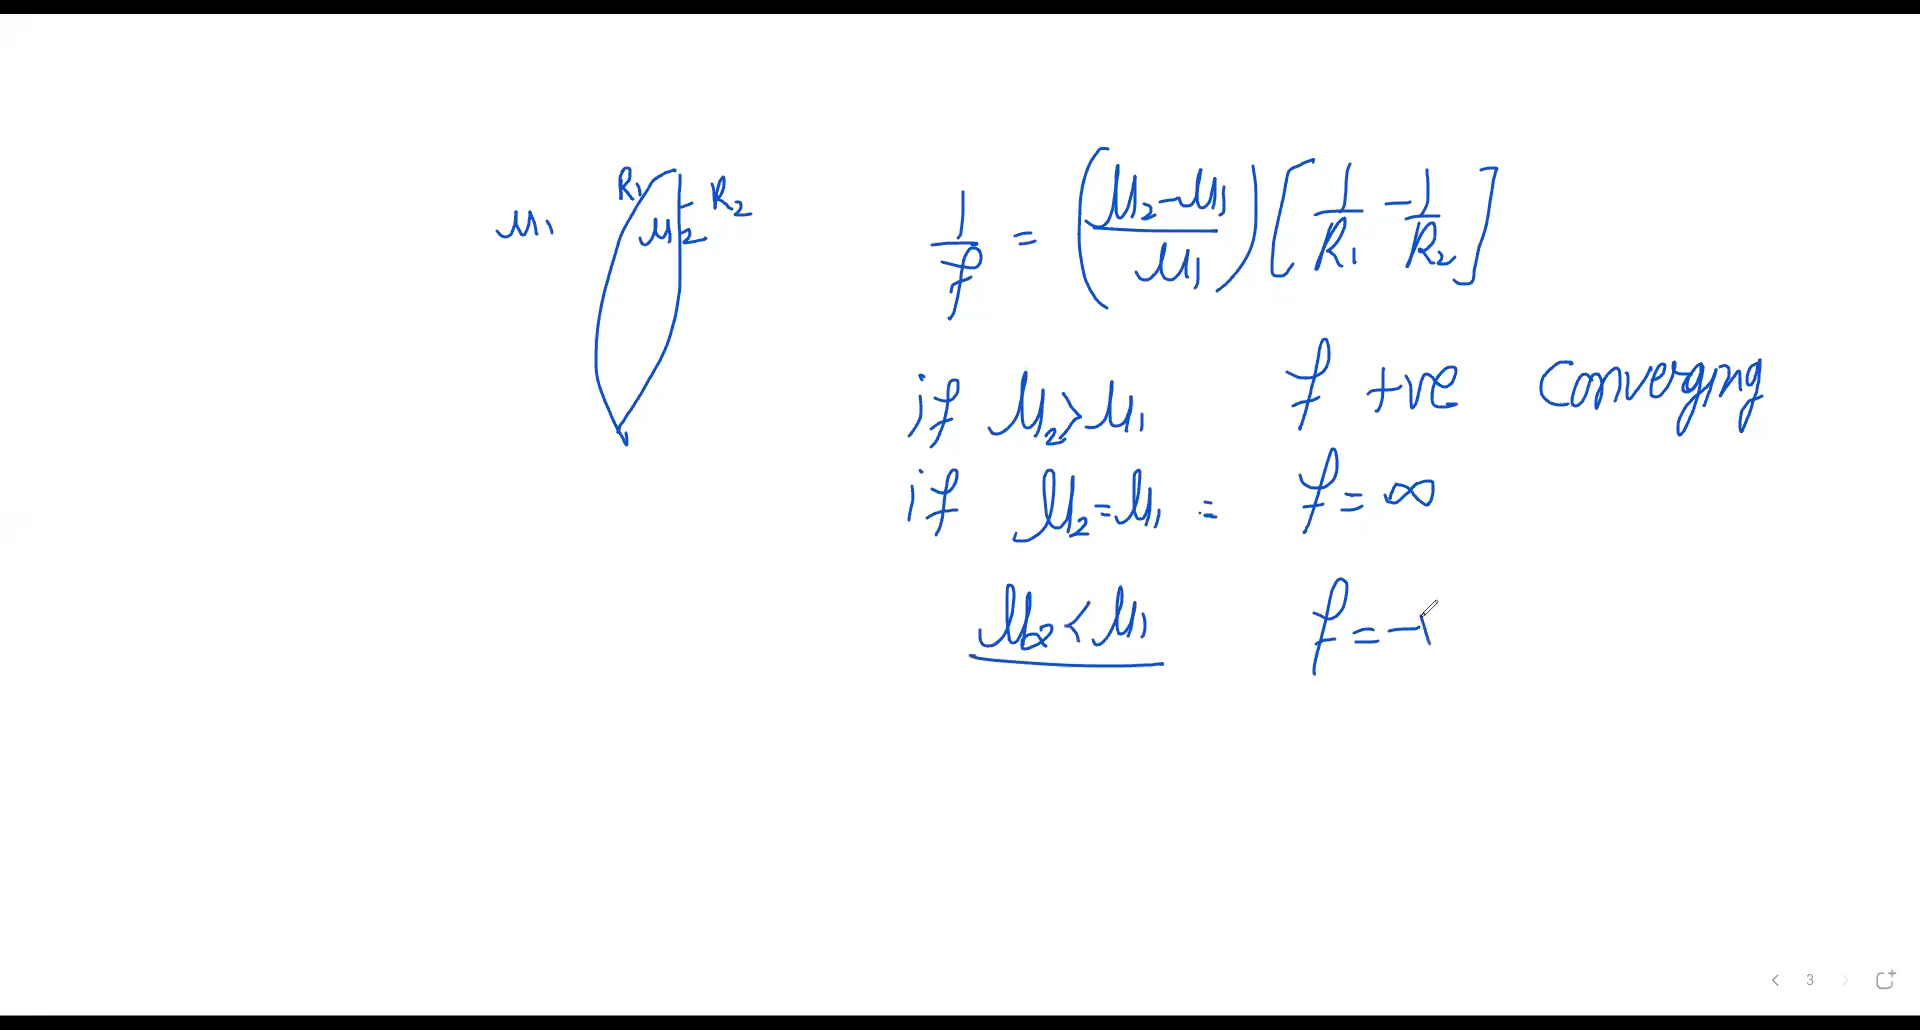 R₁
μ₁ μ₂ - R₂
1/f = ((μ₂-μ₁)/μ₁) [1/R₁ - 1/R₂]
if μ₂>μ₁ f +ve Converging
if μ₂=μ₁ = f = ∞
μ₂<μ₁ f = -
3